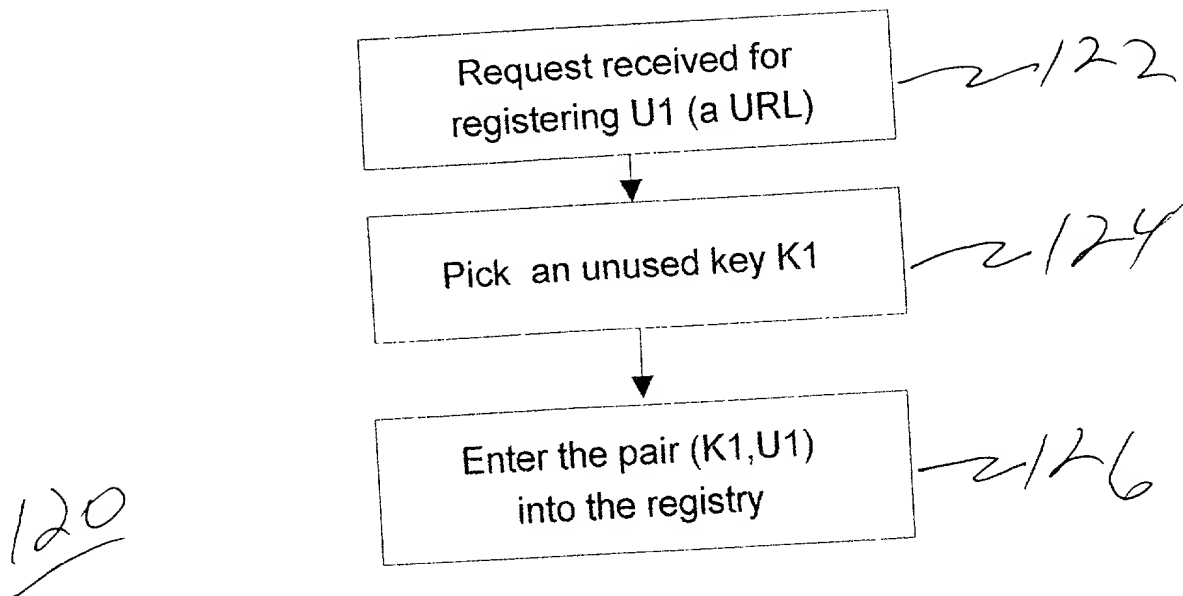 Request received for
registering U1 (a URL)
122
Pick an unused key K1
124
Enter the pair (K1,U1)
into the registry
126
120